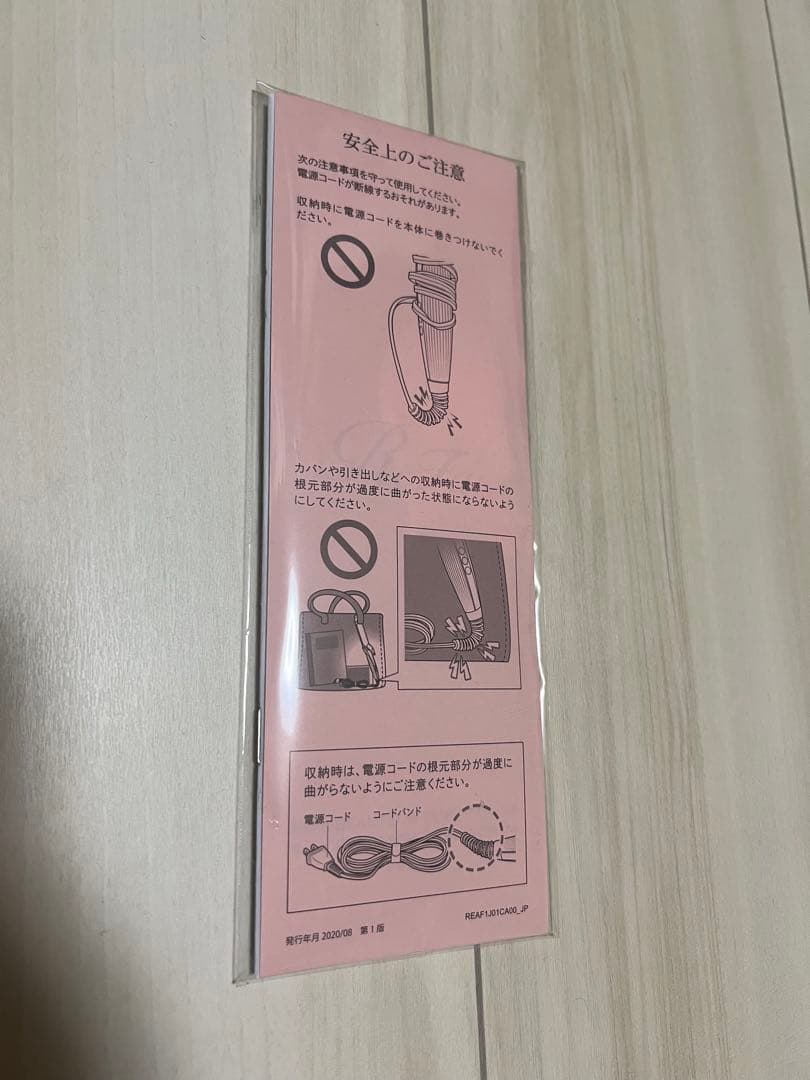 安全上のご注意
次の注意事項を守って使用してください。
電源コードが断線するおそれがあります。
収納時に電源コードを本体に巻きつけないでく
ださい。
カバンや引き出しなどへの収納時に電源コードの
根元部分が過度に曲がった状態にならないよう
にしてください。
収納時は、電源コードの根元部分が過度に
曲がらないようにご注意ください。
電源コード
コードバンド
発行年月 2020/08 第1版
REAF1J01CA00_JP